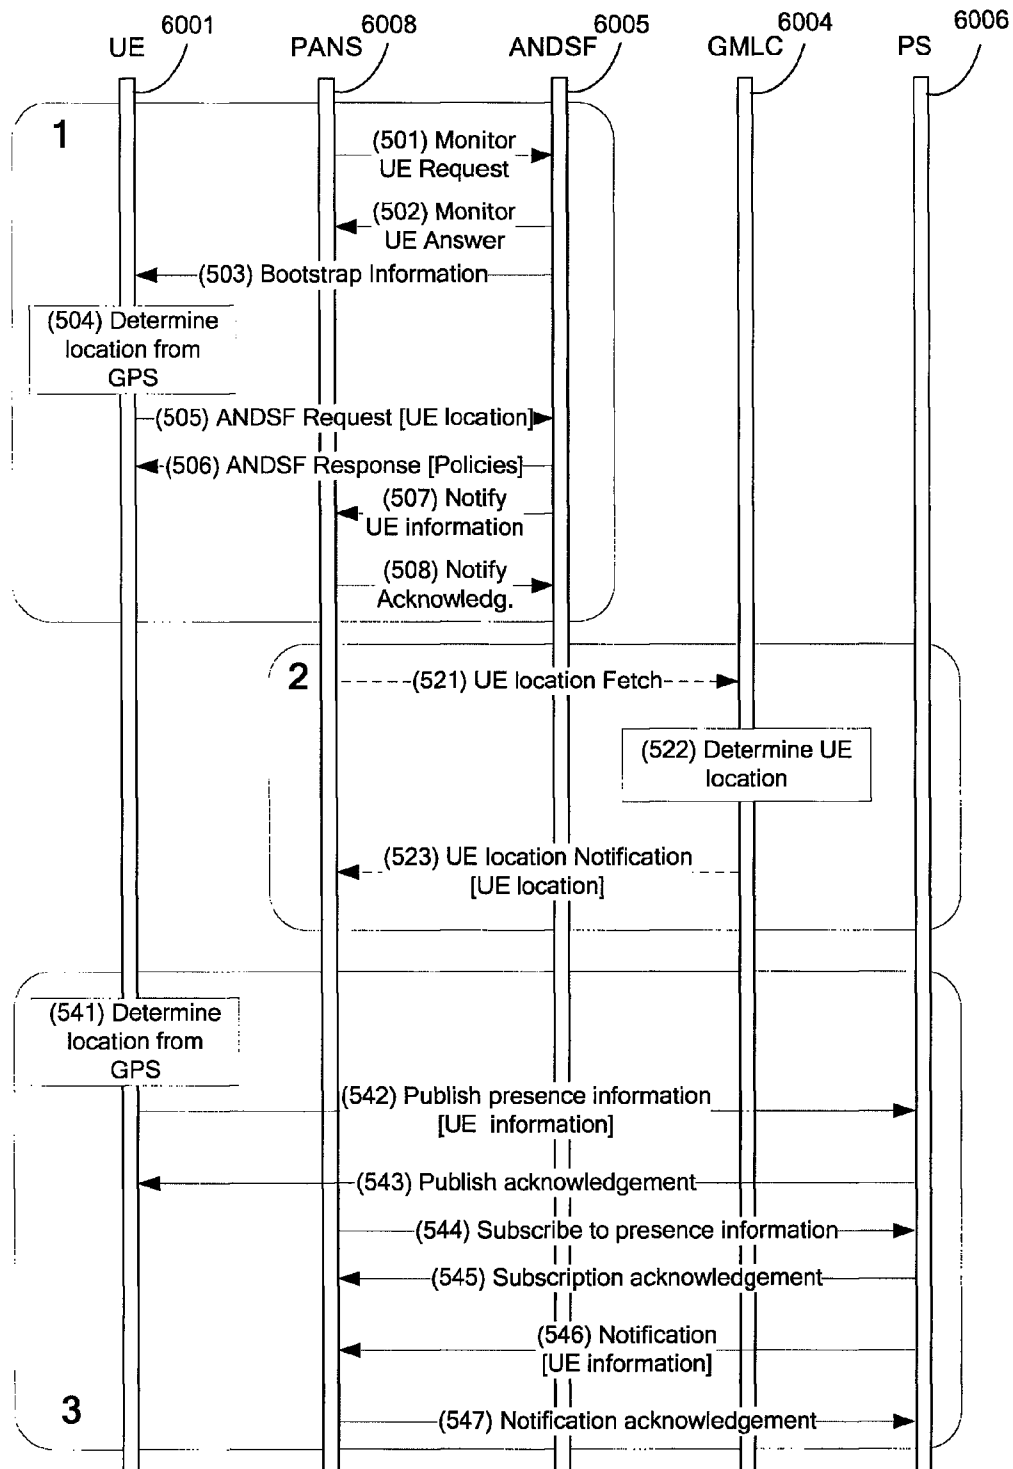 6001 6008 6005 6004 6006
UE PANS ANDSF GMLC PS
1
(501) Monitor
UE Request
(502) Monitor
UE Answer
(503) Bootstrap Information
(504) Determine
location from
GPS
(505) ANDSF Request [UE location]
(506) ANDSF Response [Policies]
(507) Notify
UE information
(508) Notify
Acknowledg.
2
(521) UE location Fetch
(522) Determine UE
location
(523) UE location Notification
[UE location]
(541) Determine
location from
GPS
(542) Publish presence information
[UE information]
(543) Publish acknowledgement
(544) Subscribe to presence information
(545) Subscription acknowledgement
(546) Notification
[UE information]
3
(547) Notification acknowledgement